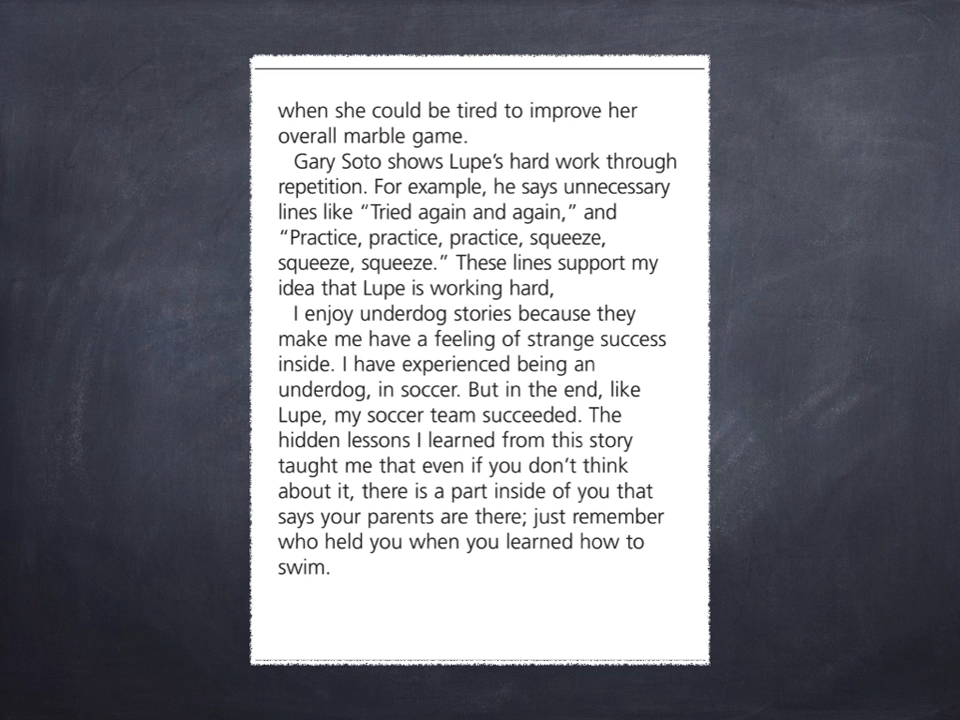 when she could be tired to improve her
overall marble game.
Gary Soto shows Lupe’s hard work through
repetition. For example, he says unnecessary
lines like “Tried again and again,” and
“Practice, practice, practice, squeeze,
squeeze, squeeze.” These lines support my
idea that Lupe is working hard,
I enjoy underdog stories because they
make me have a feeling of strange success
inside. I have experienced being an
underdog, in soccer. But in the end, like
Lupe, my soccer team succeeded. The
hidden lessons I learned from this story
taught me that even if you don’t think
about it, there is a part inside of you that
says your parents are there; just remember
who held you when you learned how to
swim.